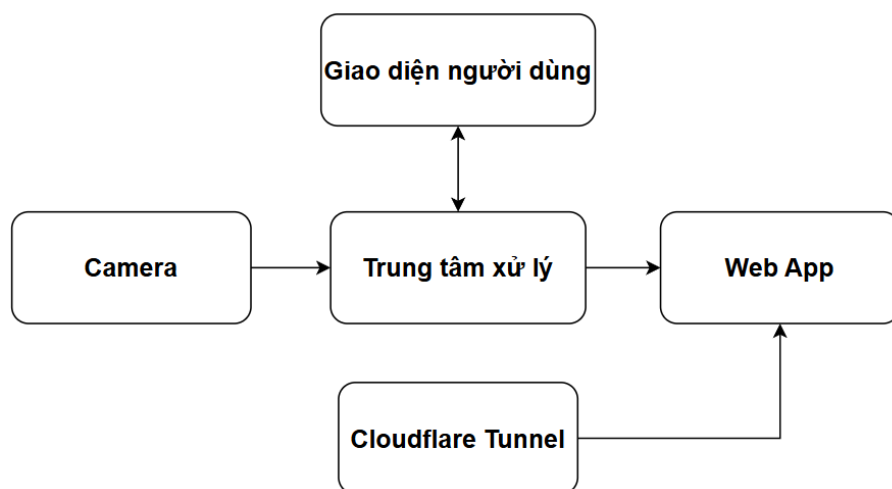 Giao diện người dùng
Camera
Trung tâm xử lý
Web App
Cloudflare Tunnel